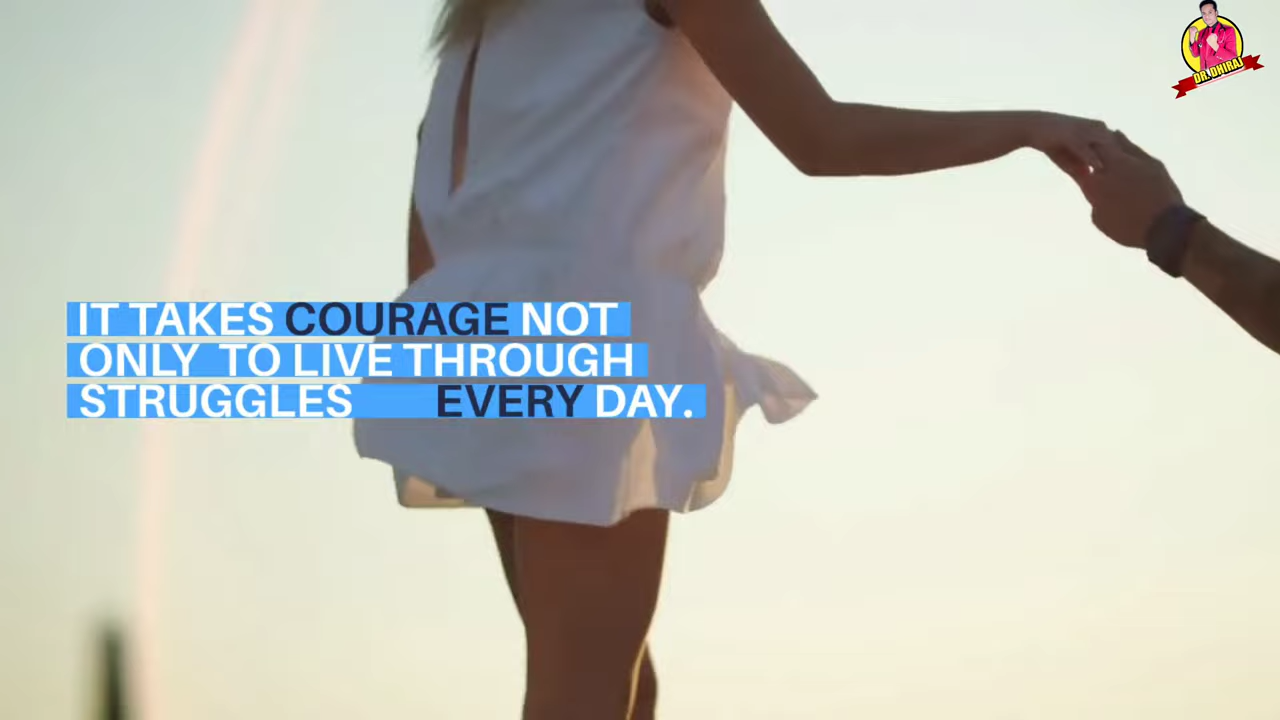 DR. DHIRAJ
IT TAKES COURAGE NOT
ONLY TO LIVE THROUGH
STRUGGLES EVERY DAY.